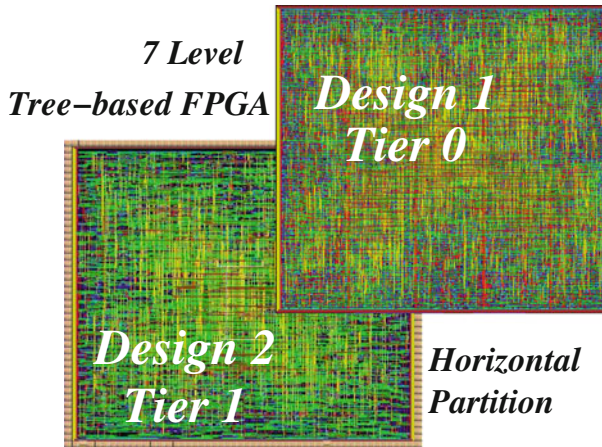 7 Level
Tree-based FPGA
Design 1
Tier 0
Design 2
Tier 1
Horizontal
Partition